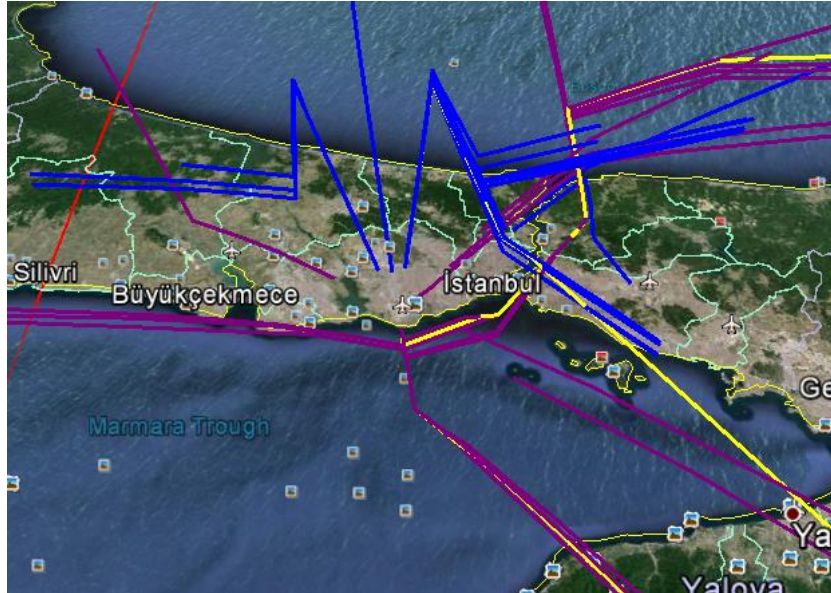 Silivri
Büyükçekmece
İstanbul
Ge
Marmara Trough
Ya
Yalova